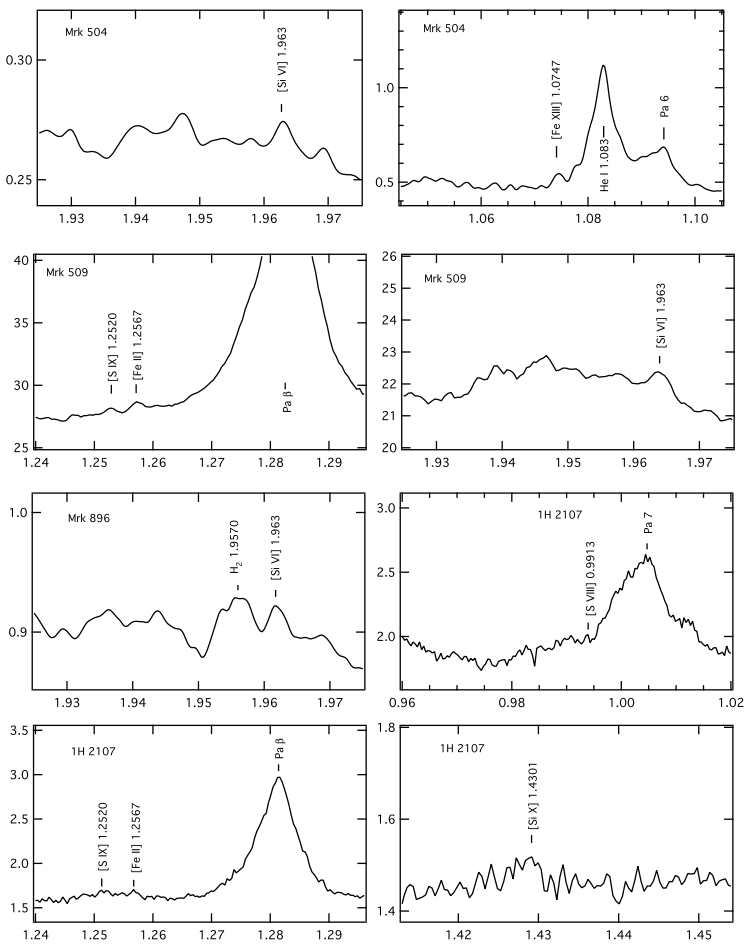 Mrk 504
[Si VI] 1.963
0.30
0.25
1.93 1.94 1.95 1.96 1.97
Mrk 504
[Fe XIII] 1.0747
He I 1.083
Pa 6
1.0
0.5
1.06 1.08 1.10
Mrk 509
[S IX] 1.2520
[Fe II] 1.2567
Pa β
40
35
30
25
1.24 1.25 1.26 1.27 1.28 1.29
Mrk 509
[Si VI] 1.963
26
25
24
23
22
21
20
1.93 1.94 1.95 1.96 1.97
Mrk 896
H2 1.9570
[Si VI] 1.963
1.0
0.9
1.93 1.94 1.95 1.96 1.97
1H 2107
[S VIII] 0.9913
Pa 7
3.0
2.5
2.0
0.96 0.98 1.00 1.02
1H 2107
[S IX] 1.2520
[Fe II] 1.2567
Pa β
3.5
3.0
2.5
2.0
1.5
1.24 1.25 1.26 1.27 1.28 1.29
1H 2107
[Si X] 1.4301
1.8
1.6
1.4
1.42 1.43 1.44 1.45